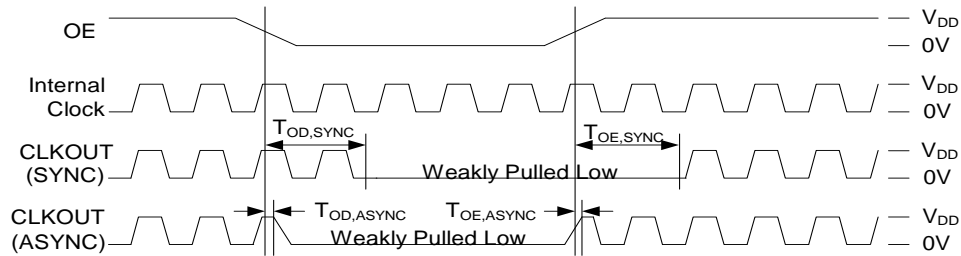 OE
V_DD
0V
Internal
Clock
V_DD
0V
T_OD,SYNC
T_OE,SYNC
CLKOUT
(SYNC)
Weakly Pulled Low
V_DD
0V
CLKOUT
(ASYNC)
T_OD,ASYNC
T_OE,ASYNC
Weakly Pulled Low
V_DD
0V